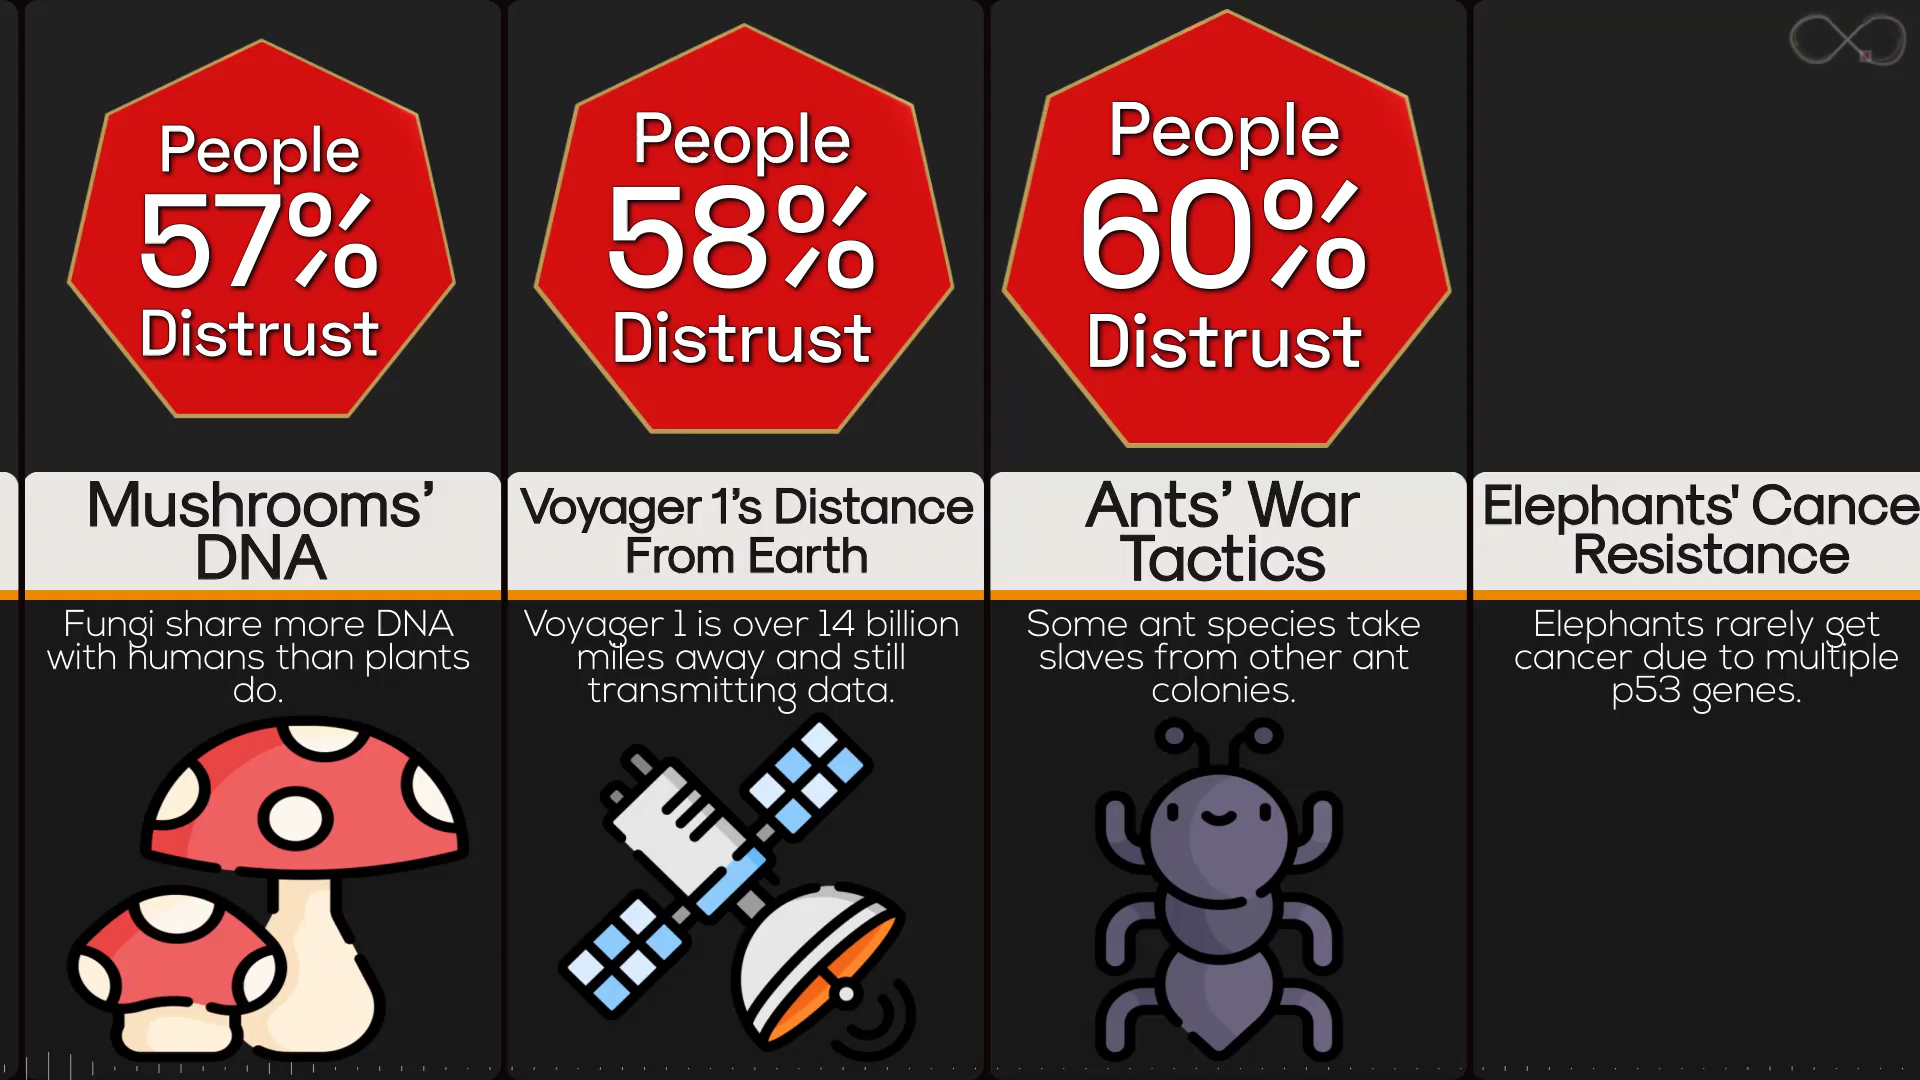 People
57%
Distrust
Mushrooms’
DNA
Fungi share more DNA
with humans than plants
do.
People
58%
Distrust
Voyager 1’s Distance
From Earth
Voyager 1 is over 14 billion
miles away and still
transmitting data.
People
60%
Distrust
Ants’ War
Tactics
Some ant species take
slaves from other ant
colonies.
Elephants' Cance
Resistance
Elephants rarely get
cancer due to multiple
p53 genes.